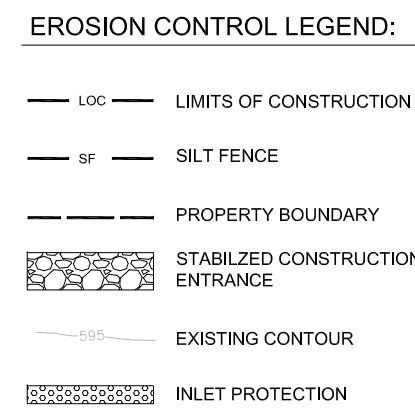 EROSION CONTROL LEGEND:
LOC LIMITS OF CONSTRUCTION
SF SILT FENCE
PROPERTY BOUNDARY
STABILZED CONSTRUCTION
ENTRANCE
595 EXISTING CONTOUR
INLET PROTECTION